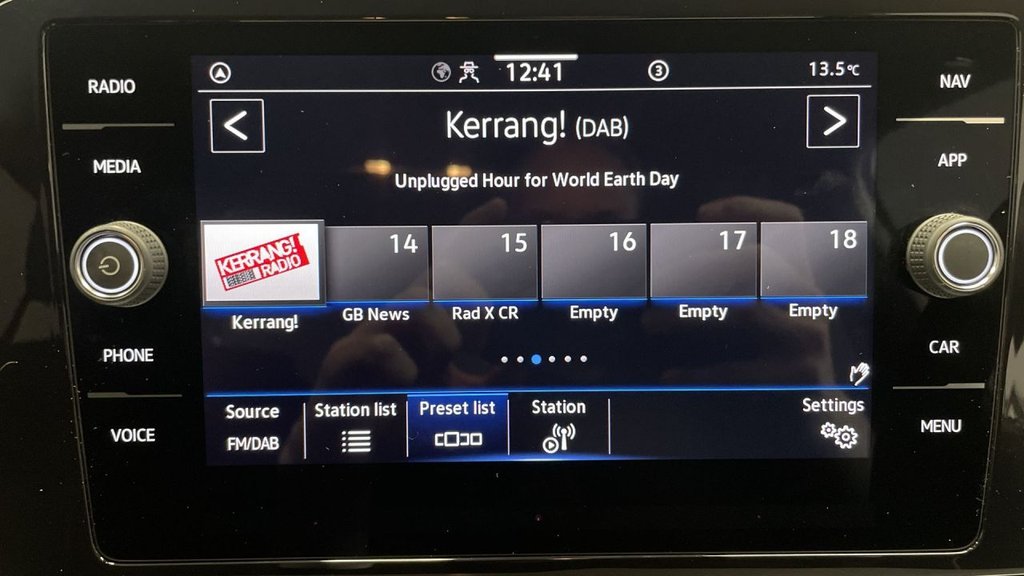 RADIO
MEDIA
PHONE
VOICE
12:41
3
13.5°C
<
Kerrang! (DAB)
>
Unplugged Hour for World Earth Day
KERRANG!
RADIO
14
15
16
17
18
Kerrang!
GB News
Rad X CR
Empty
Empty
Empty
Source
FM/DAB
Station list
Preset list
Station
Settings
NAV
APP
CAR
MENU